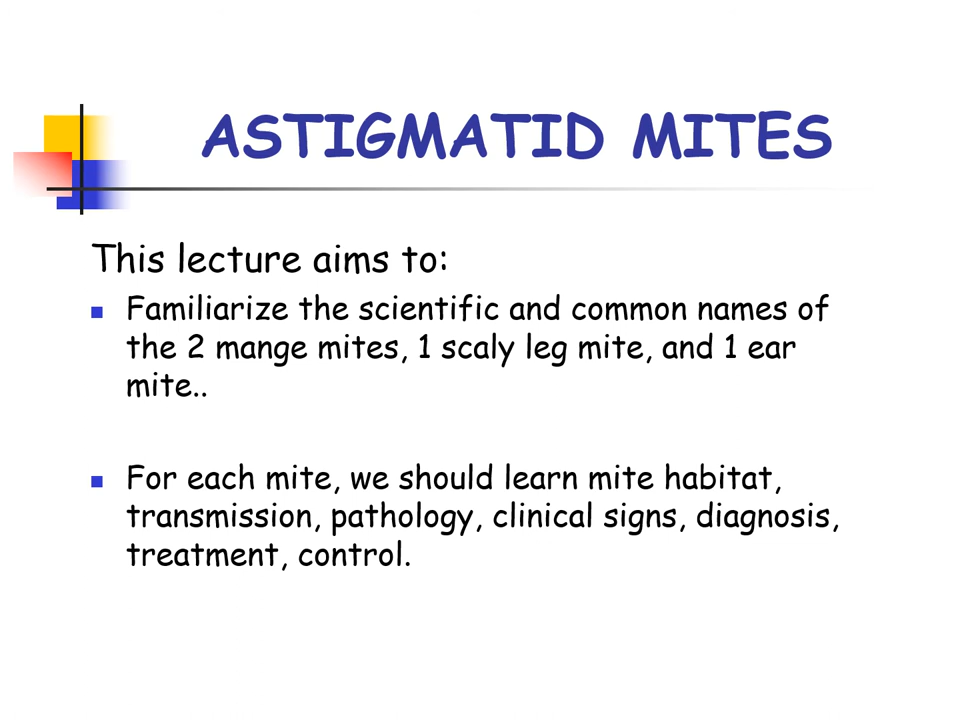 ASTIGMATID MITES
This lecture aims to:
Familiarize the scientific and common names of
the 2 mange mites, 1 scaly leg mite, and 1 ear
mite..
For each mite, we should learn mite habitat,
transmission, pathology, clinical signs, diagnosis,
treatment, control.